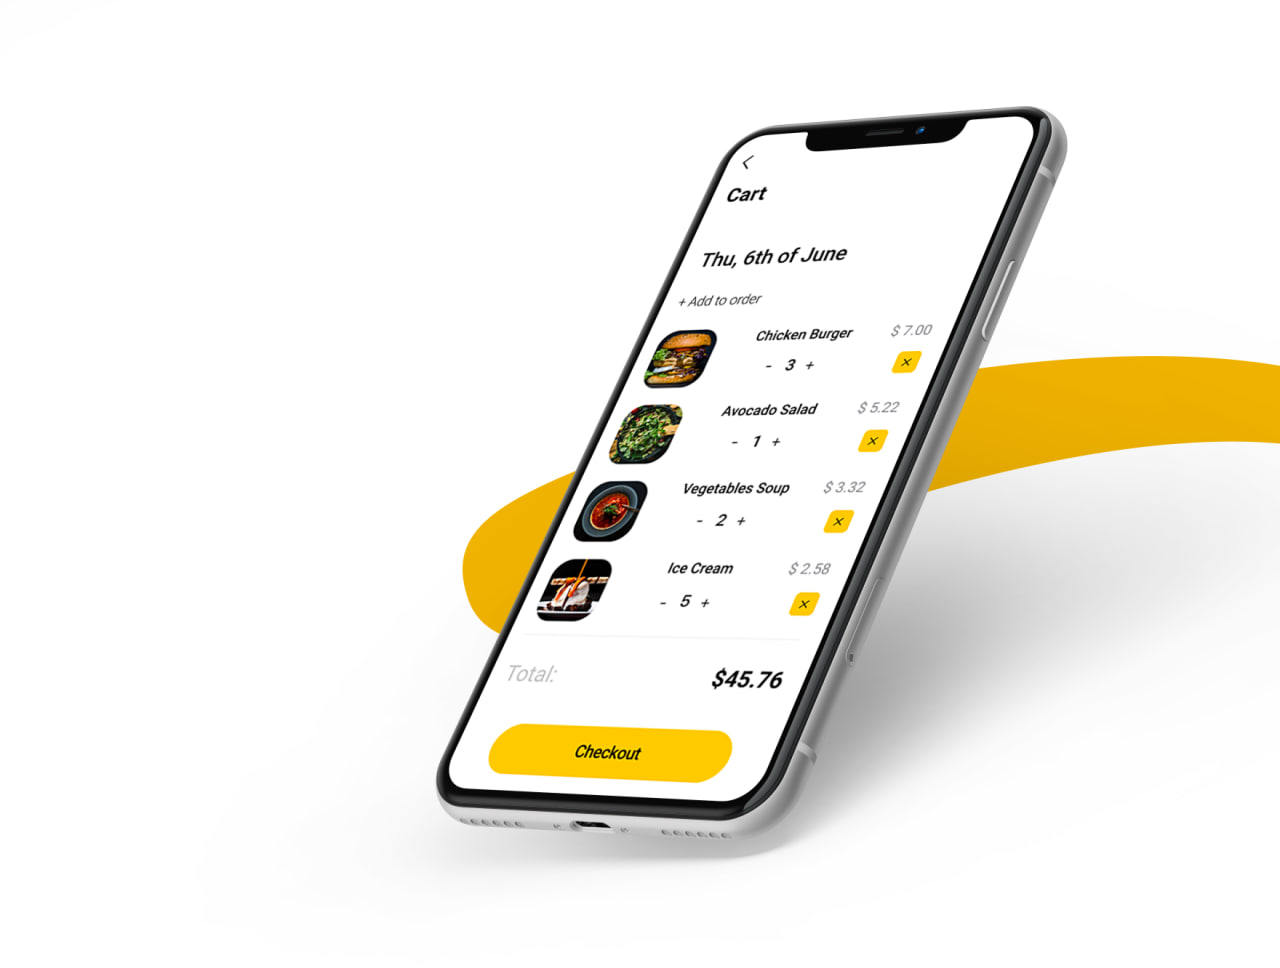 Cart
Thu, 6th of June
+ Add to order
Chicken Burger $ 7.00
- 3 + ×
Avocado Salad $ 5.22
- 1 + ×
Vegetables Soup $ 3.32
- 2 + ×
Ice Cream $ 2.58
- 5 + ×
Total: $45.76
Checkout